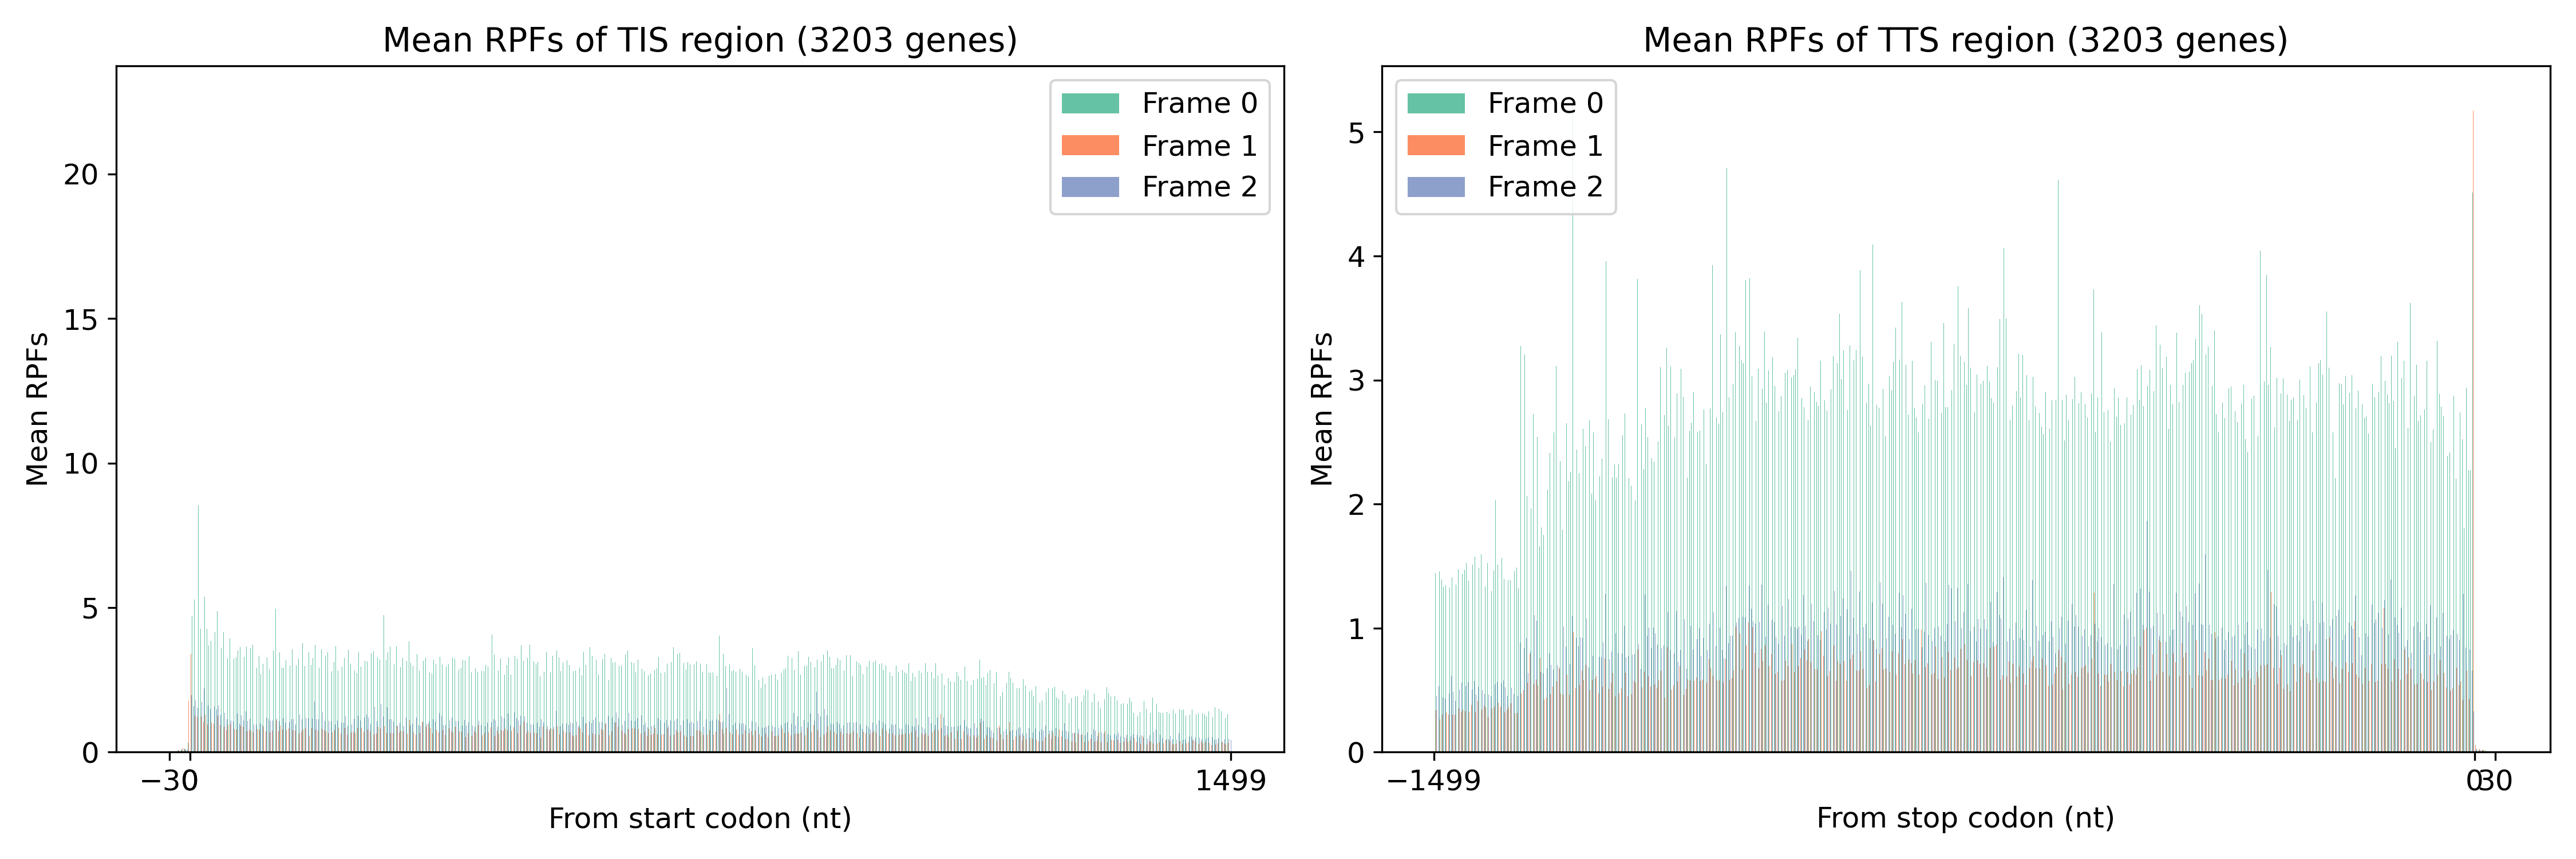 Mean RPFs of TIS region (3203 genes)
Frame 0
Frame 1
Frame 2
20
15
10
5
0
Mean RPFs
−30
1499
From start codon (nt)
Mean RPFs of TTS region (3203 genes)
Frame 0
Frame 1
Frame 2
5
4
3
2
1
0
Mean RPFs
−1499
0
30
From stop codon (nt)